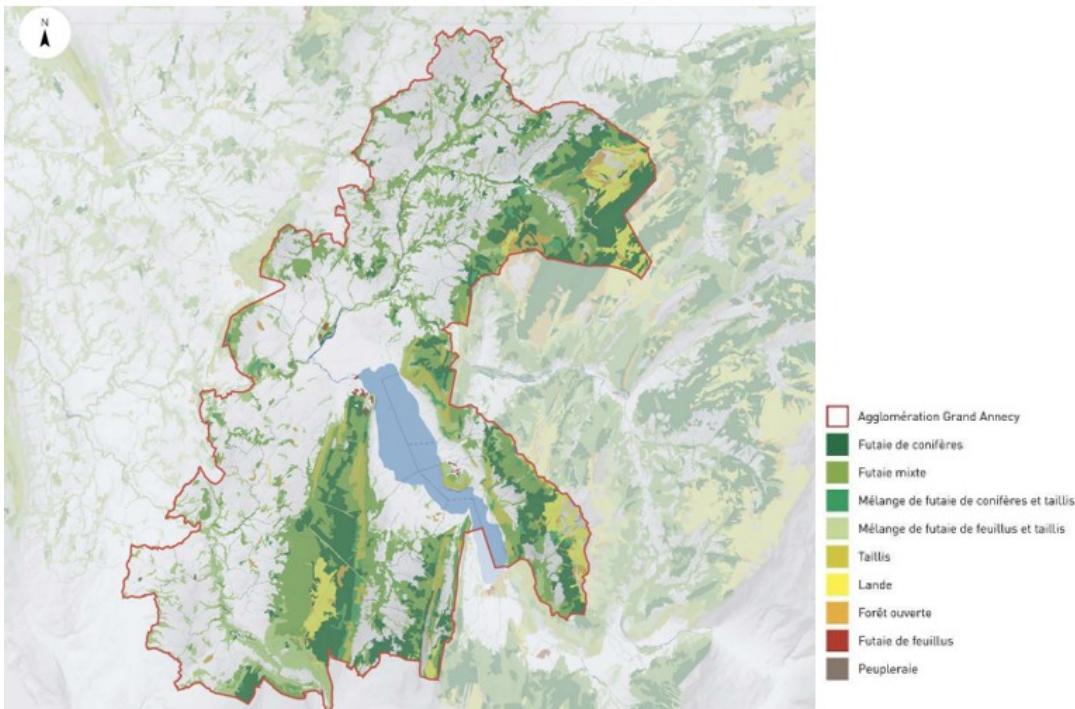 N
Agglomération Grand Annecy
Futaie de conifères
Futaie mixte
Mélange de futaie de conifères et taillis
Mélange de futaie de feuillus et taillis
Taillis
Lande
Forêt ouverte
Futaie de feuillus
Peupleraie